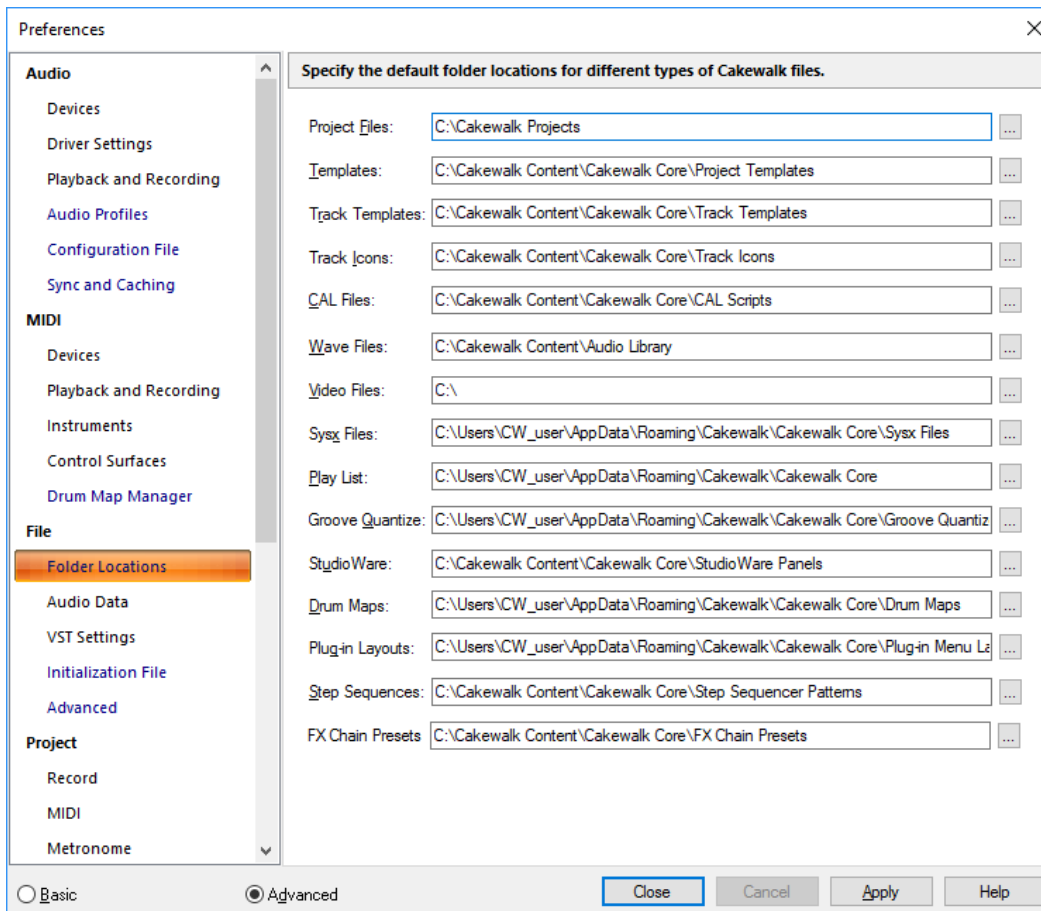 Preferences
Audio
Devices
Driver Settings
Playback and Recording
Audio Profiles
Configuration File
Sync and Caching
MIDI
Devices
Playback and Recording
Instruments
Control Surfaces
Drum Map Manager
File
Folder Locations
Audio Data
VST Settings
Initialization File
Advanced
Project
Record
MIDI
Metronome
Specify the default folder locations for different types of Cakewalk files.
Project Files: C:\Cakewalk Projects ...
Templates: C:\Cakewalk Content\Cakewalk Core\Project Templates ...
Track Templates: C:\Cakewalk Content\Cakewalk Core\Track Templates ...
Track Icons: C:\Cakewalk Content\Cakewalk Core\Track Icons ...
CAL Files: C:\Cakewalk Content\Cakewalk Core\CAL Scripts ...
Wave Files: C:\Cakewalk Content\Audio Library ...
Video Files: C:\ ...
Sysx Files: C:\Users\CW_user\AppData\Roaming\Cakewalk\Cakewalk Core\Sysx Files ...
Play List: C:\Users\CW_user\AppData\Roaming\Cakewalk\Cakewalk Core ...
Groove Quantize: C:\Users\CW_user\AppData\Roaming\Cakewalk\Cakewalk Core\Groove Quantiz ...
StudioWare: C:\Cakewalk Content\Cakewalk Core\StudioWare Panels ...
Drum Maps: C:\Users\CW_user\AppData\Roaming\Cakewalk\Cakewalk Core\Drum Maps ...
Plug-in Layouts: C:\Users\CW_user\AppData\Roaming\Cakewalk\Cakewalk Core\Plug-in Menu La ...
Step Sequences: C:\Cakewalk Content\Cakewalk Core\Step Sequencer Patterns ...
FX Chain Presets C:\Cakewalk Content\Cakewalk Core\FX Chain Presets ...
Basic Advanced Close Cancel Apply Help